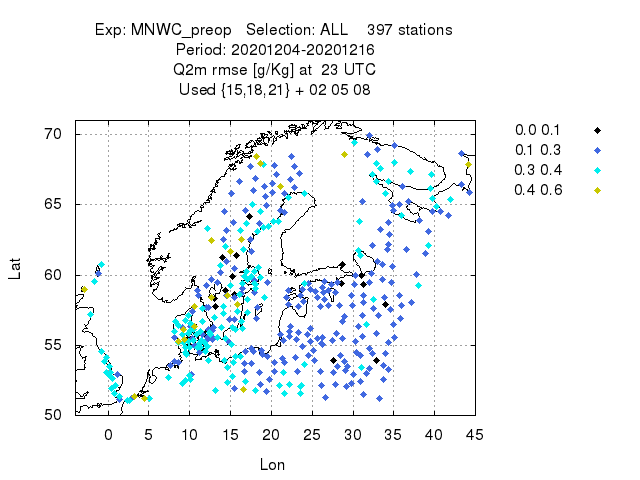 Exp: MNWC_preop Selection: ALL 397 stations
Period: 20201204-20201216
Q2m rmse [g/Kg] at 23 UTC
Used {15,18,21} + 02 05 08
0.0 0.1
0.1 0.3
0.3 0.4
0.4 0.6
70
65
60
55
50
Lat
0 5 10 15 20 25 30 35 40 45
Lon